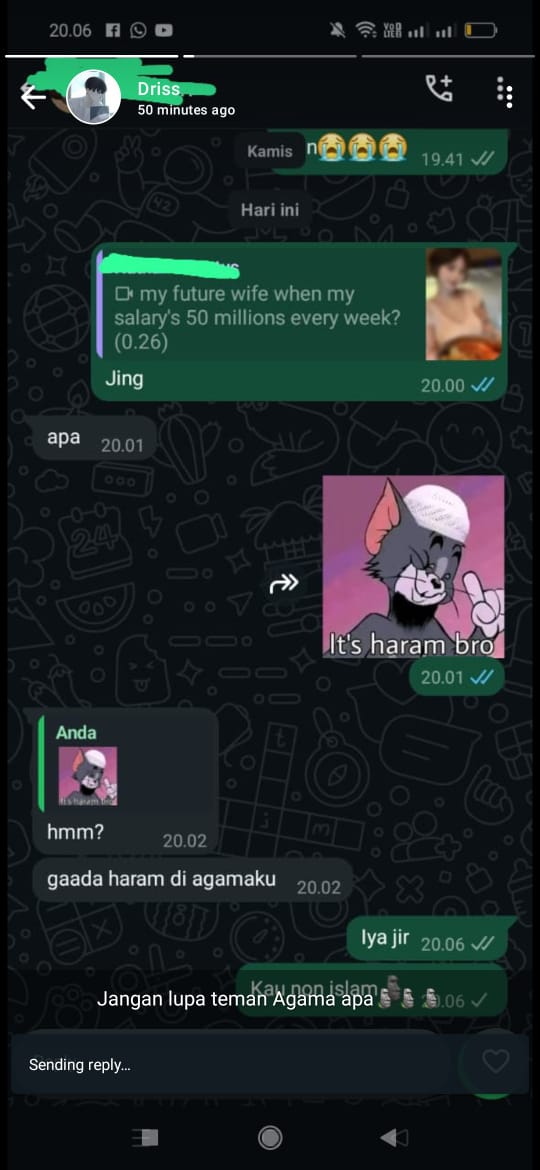 20.06
VoD
LTED
Driss
50 minutes ago
Kamis
n😭😭😭 19.41
Hari ini
my future wife when my
salary's 50 millions every week?
(0.26)
Jing 20.00
apa 20.01
It's haram bro
20.01
Anda
It's haram bro
hmm? 20.02
gaada haram di agamaku 20.02
Iya jir 20.06
Kau non islam🗿 20.06
Jangan lupa teman Agama apa🗿🗿🗿
Sending reply...